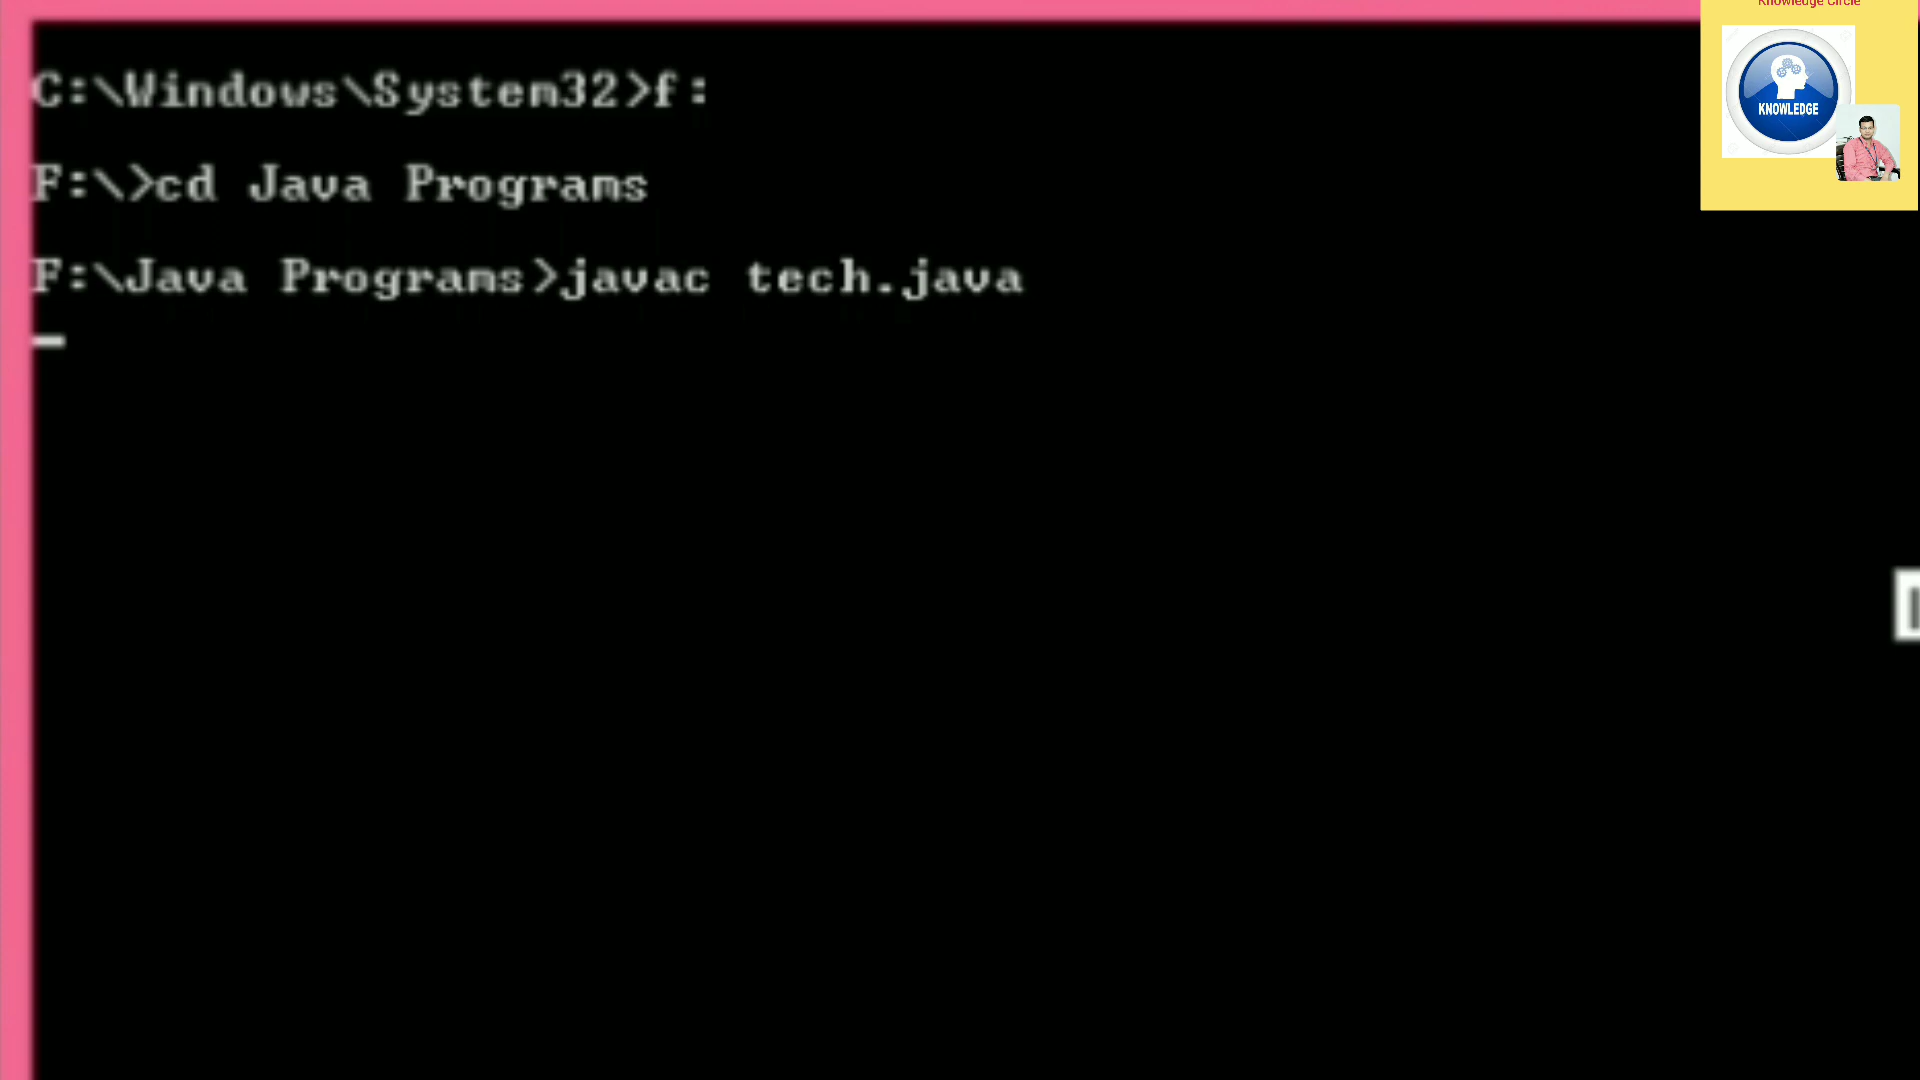 Knowledge Circle
KNOWLEDGE
C:\Windows\System32>f:
F:\>cd Java Programs
F:\Java Programs>javac tech.java